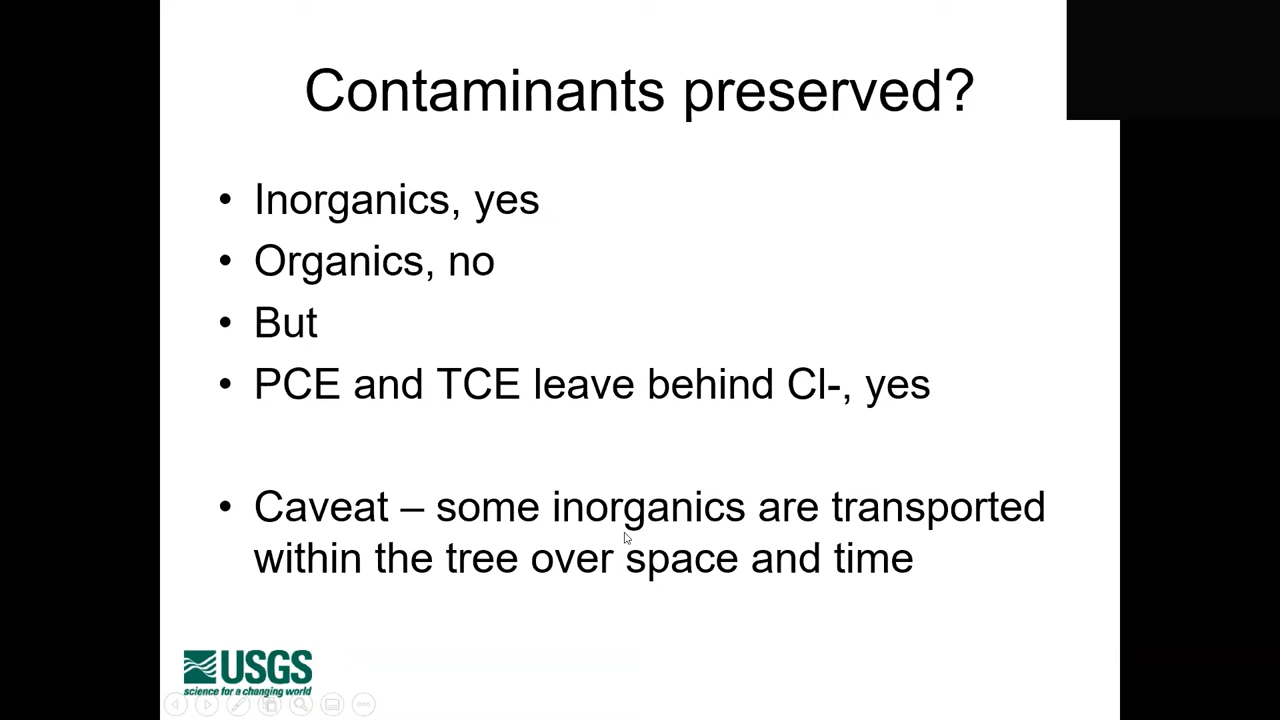 Contaminants preserved?
• Inorganics, yes
• Organics, no
• But
• PCE and TCE leave behind Cl-, yes
• Caveat – some inorganics are transported
within the tree over space and time
USGS
science for a changing world